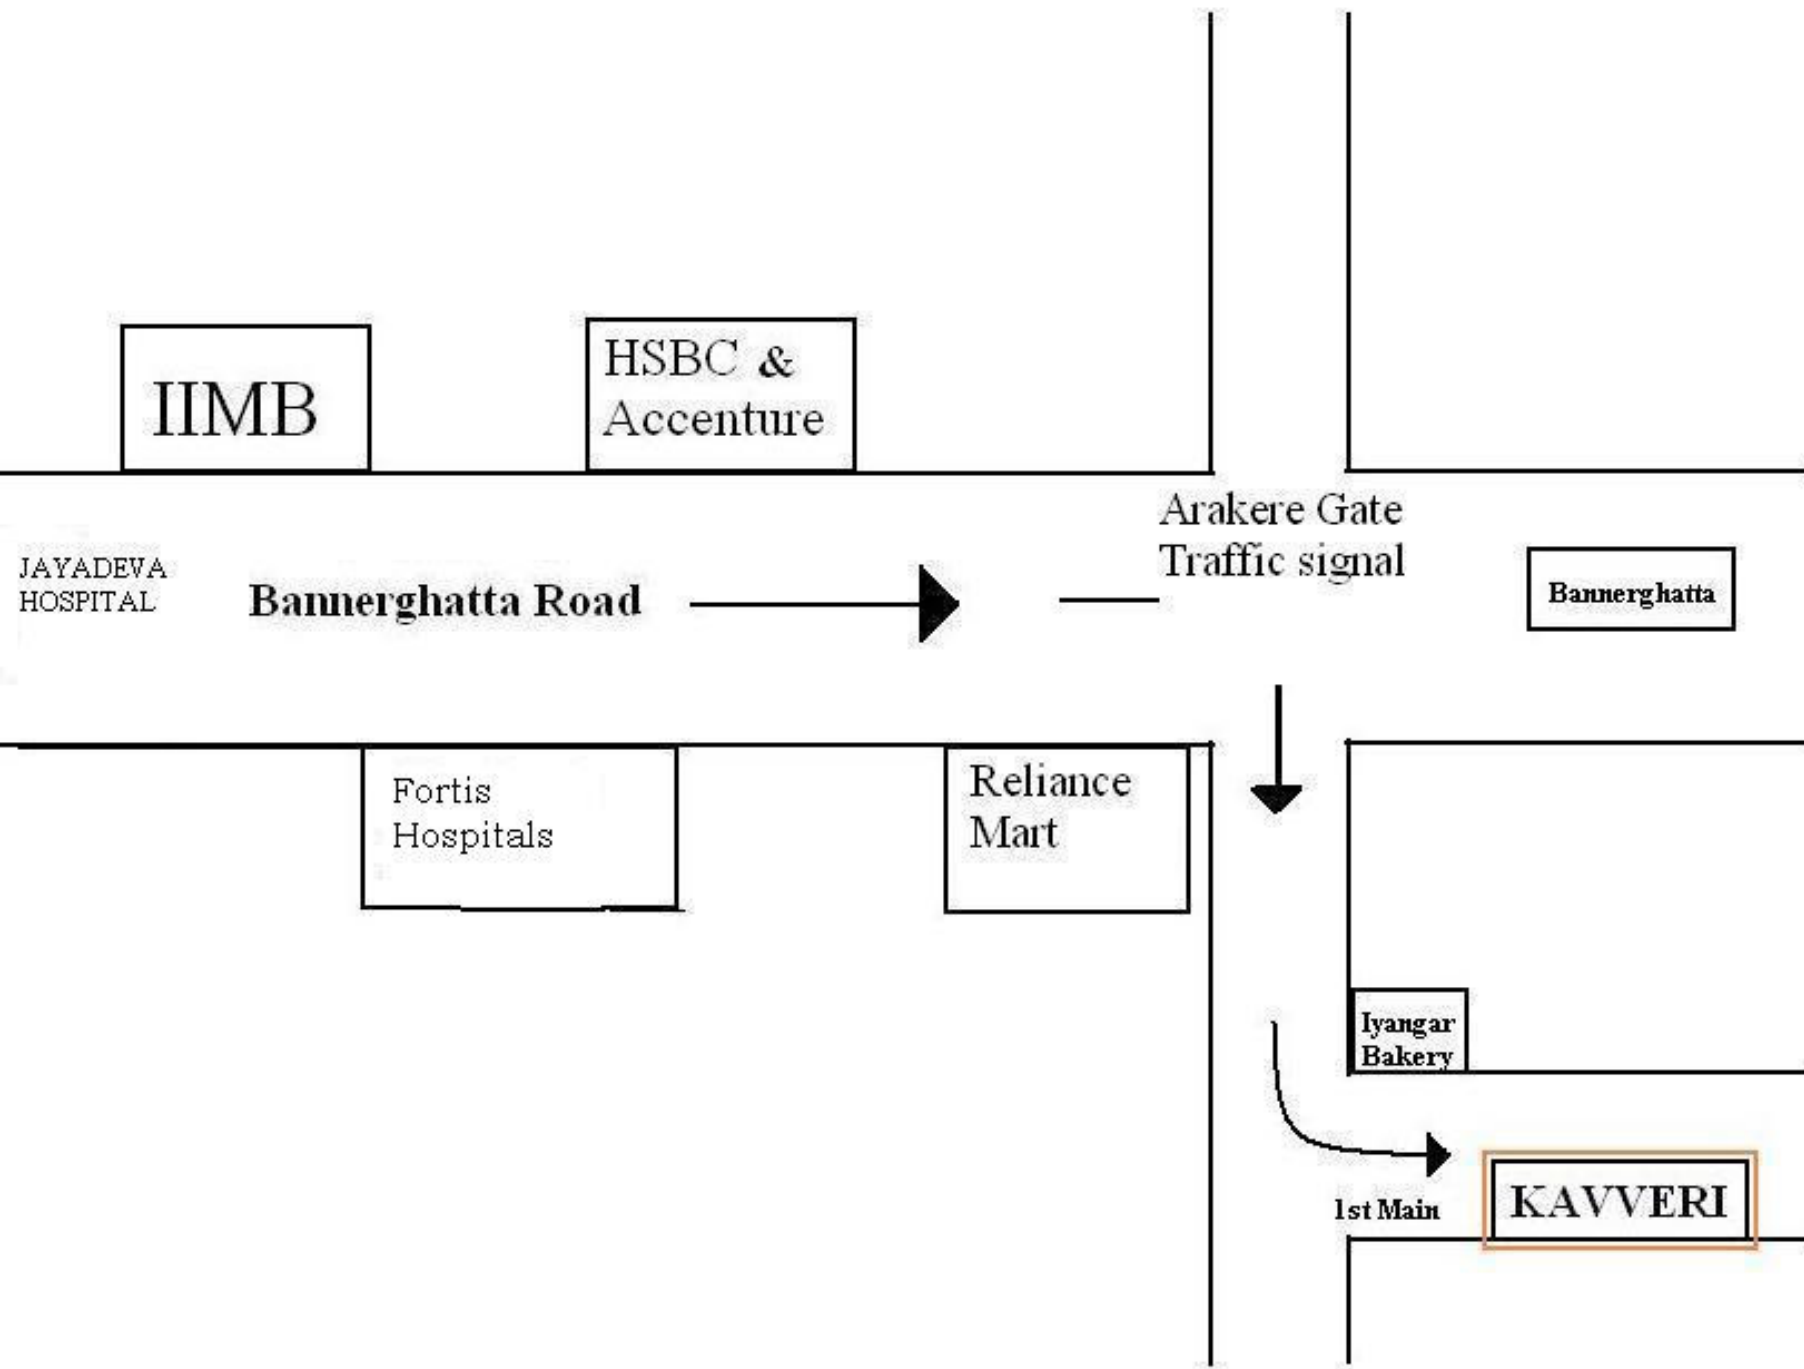 IIMB
HSBC &
Accenture
Arakere Gate
Traffic signal
JAYADEVA
HOSPITAL
Bannerghatta Road
Bannerghatta
Fortis
Hospitals
Reliance
Mart
Iyangar
Bakery
1st Main
KAVVERI